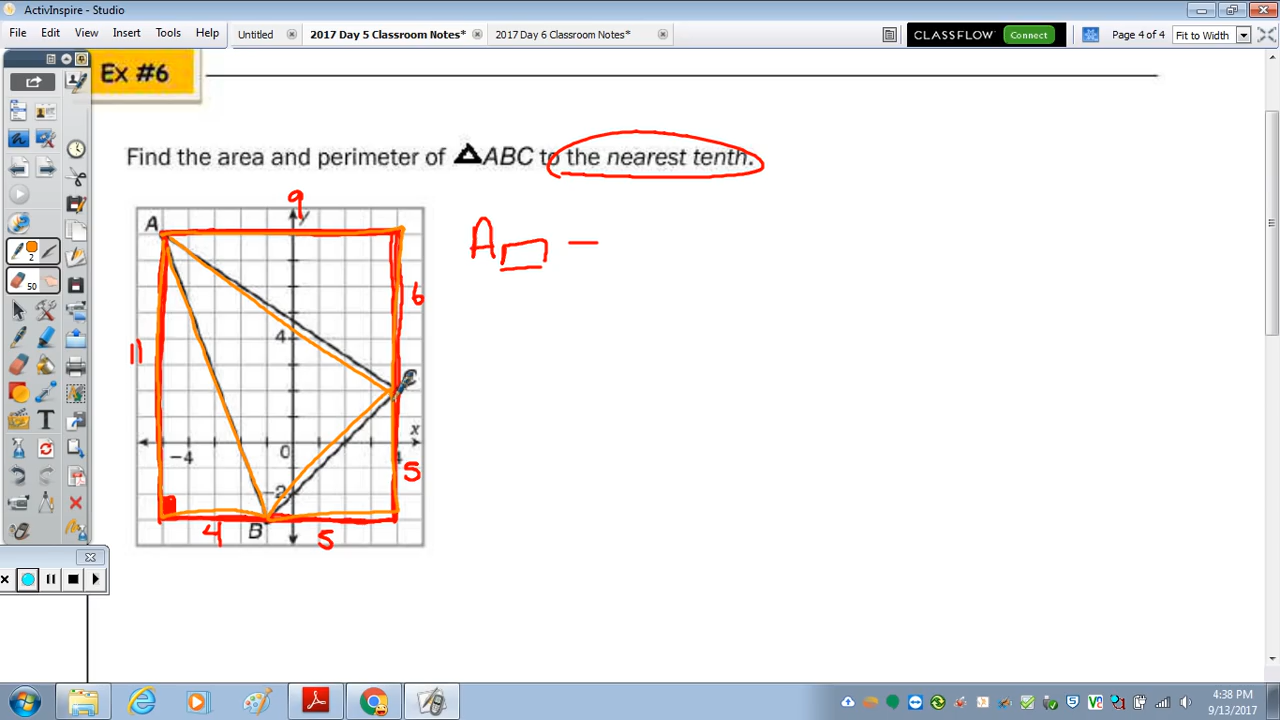 ActivInspire - Studio
File Edit View Insert Tools Help Untitled 2017 Day 5 Classroom Notes* 2017 Day 6 Classroom Notes* CLASSFLOW Connect Page 4 of 4 Fit to Width
Ex #6
Find the area and perimeter of △ABC to the nearest tenth.
9
A y
A▭ −
6
4
11
C
x
-4 0 4
5
2
-2
50
4 B 5
4:38 PM
9/13/2017